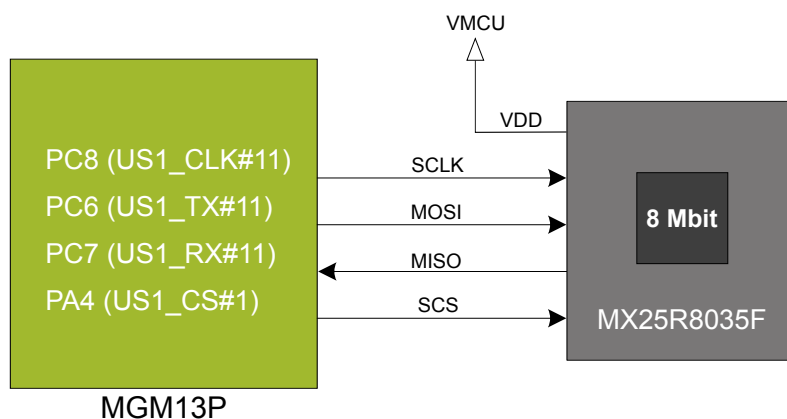 VMCU
VDD
PC8 (US1_CLK#11)
PC6 (US1_TX#11)
PC7 (US1_RX#11)
PA4 (US1_CS#1)
SCLK
MOSI
MISO
SCS
8 Mbit
MX25R8035F
MGM13P